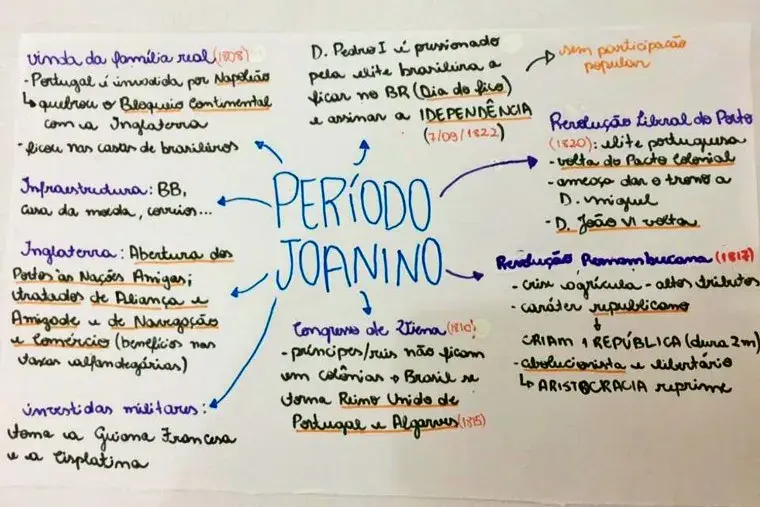 vinda da família real (1808)
- Portugal é invadida por Napoleão
↳ quebrou o Bloqueio Continental
com a Inglaterra
- ficou nas casas de brasileiros
Infraestrutura: BB,
casa da moeda, correios...
Inglaterra: Abertura dos
Portos às Nações Amigas;
tratados de Aliança e
Amizade e de Navegação
e Comércio (benefícios nas
taxas alfandegárias)
investidas militares:
toma a Guiana Francesa
e a Cisplatina
D. Pedro I é pressionado
pela elite brasileira a
ficar no BR (Dia do fico)
e assinar a IDEPENDÊNCIA
(7/09/1822)
sem participação
popular
PERÍODO
JOANINO
Congresso de Viena (1810):
- príncipes/reis não ficam
em colônias → Brasil se
torna Reino Unido de
Portugal e Algarves (1815)
Revolução Liberal do Porto
(1820): elite portuguesa
- volta do Pacto Colonial
- ameaça dar o trono a
D. Miguel
- D. João VI volta
Revolução Pernambucana (1817)
- crise agrícula - altos tributos
- caráter republicano
CRIAM 1 REPÚBLICA (dura 2m)
- abolucionista e libertário
↳ ARISTOCRACIA reprime